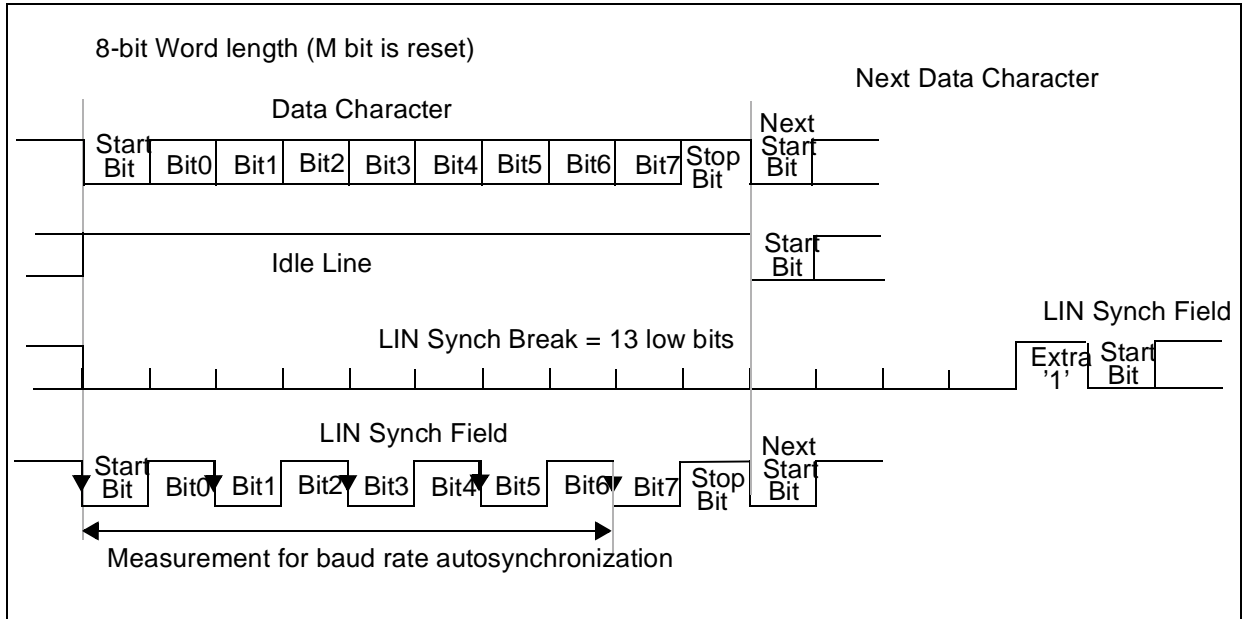 8-bit Word length (M bit is reset)
Next Data Character
Data Character
Start Bit
Bit0
Bit1
Bit2
Bit3
Bit4
Bit5
Bit6
Bit7
Stop Bit
Next Start Bit
Idle Line
Start Bit
LIN Synch Field
LIN Synch Break = 13 low bits
Extra '1'
Start Bit
LIN Synch Field
Start Bit
Bit0
Bit1
Bit2
Bit3
Bit4
Bit5
Bit6
Bit7
Stop Bit
Next Start Bit
Measurement for baud rate autosynchronization